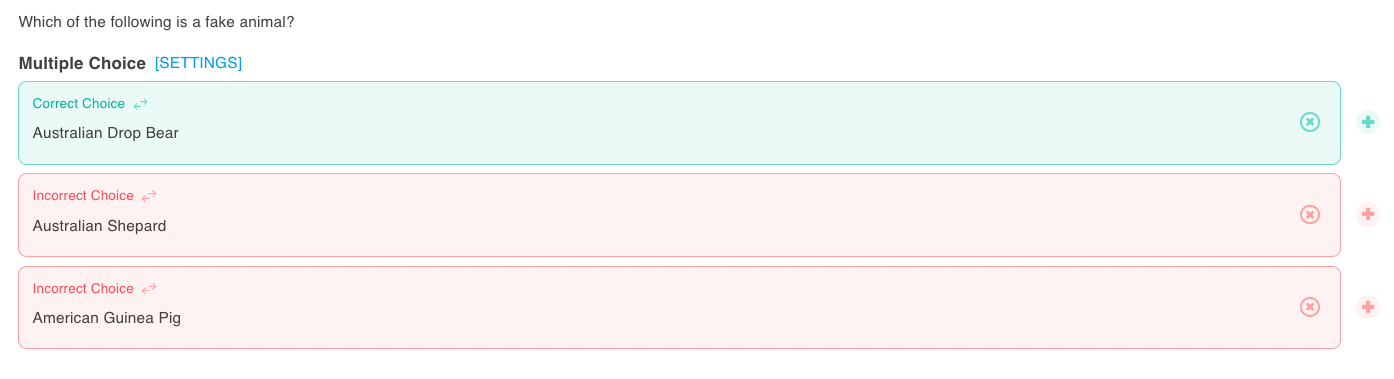 Which of the following is a fake animal?
Multiple Choice [SETTINGS]
Correct Choice
Australian Drop Bear
Incorrect Choice
Australian Shepard
Incorrect Choice
American Guinea Pig